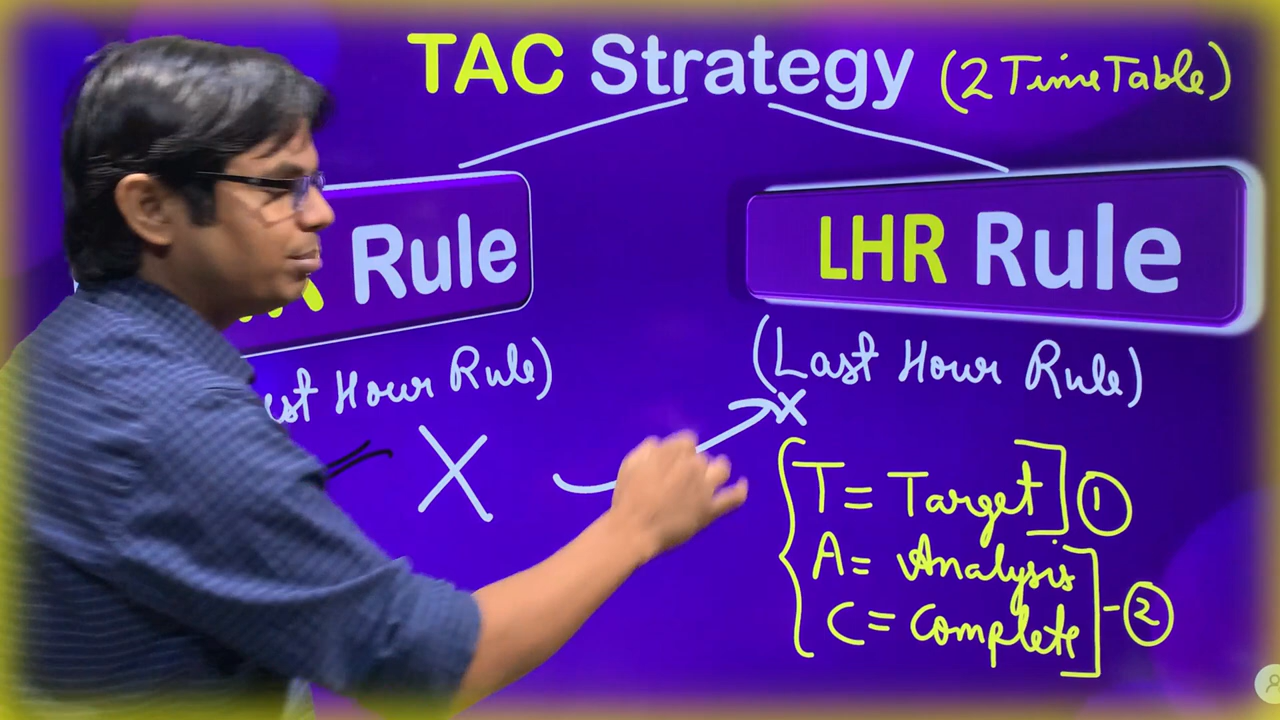 TAC Strategy (2 TimeTable)
Rule
LHR Rule
Hour Rule)
(Last Hour Rule)
X
x
T = Target] ①
A = Analysis
C = Complete] - ②